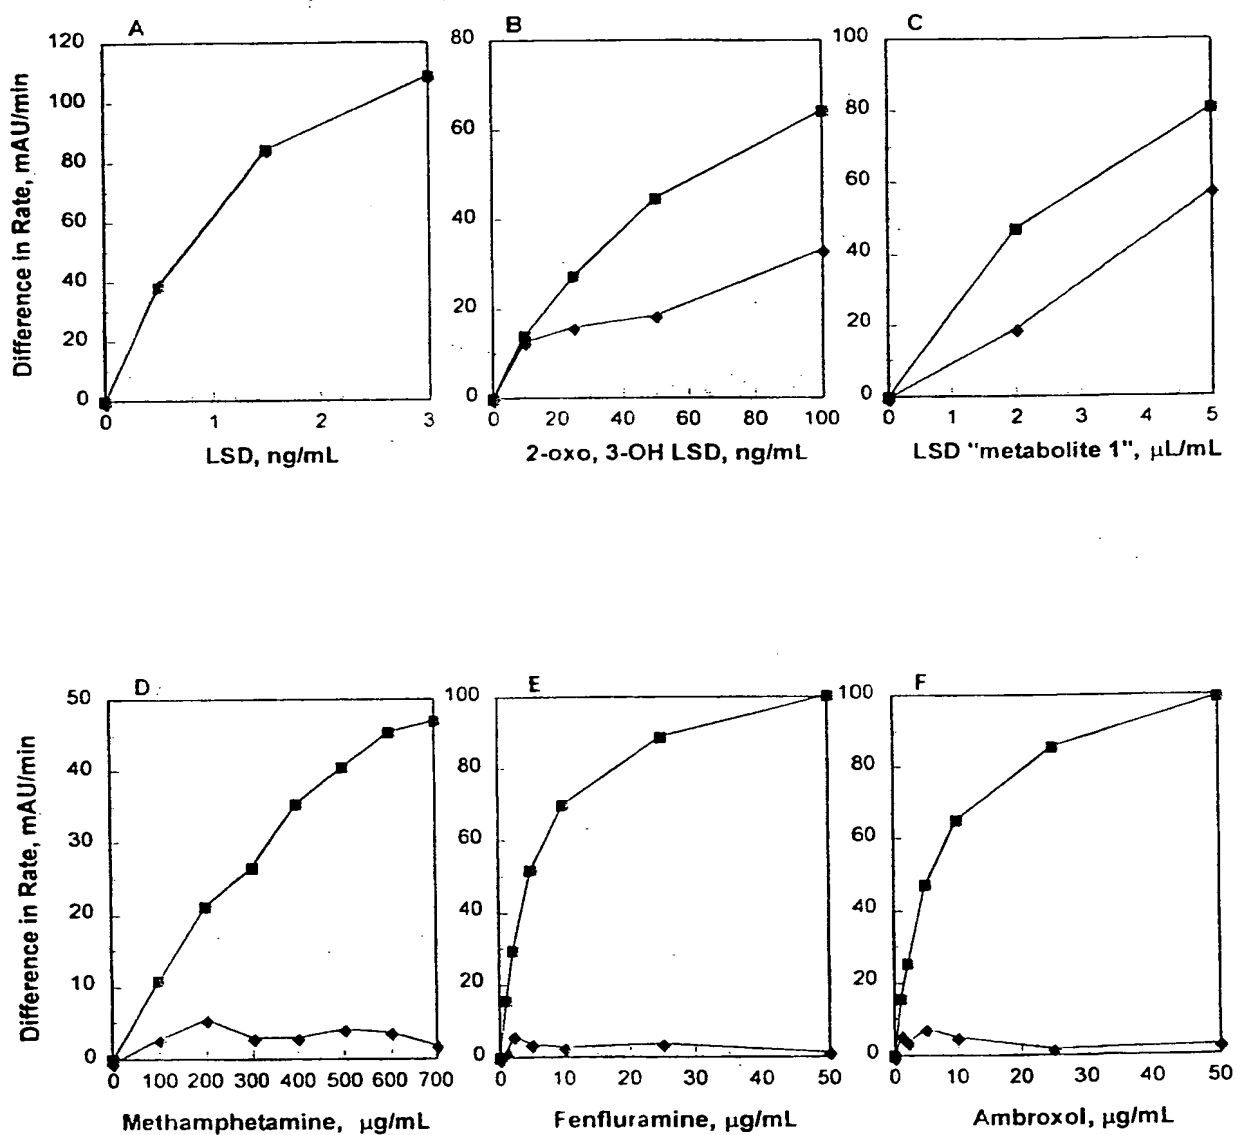 A
B
C
120
100
80
60
40
20
0
Difference in Rate, mAU/min
0 1 2 3
LSD, ng/mL
80
60
40
20
0
0 20 40 60 80 100
2-oxo, 3-OH LSD, ng/mL
100
80
60
40
20
0
0 1 2 3 4 5
LSD "metabolite 1", µL/mL
D
E
F
50
40
30
20
10
0
Difference in Rate, mAU/min
0 100 200 300 400 500 600 700
Methamphetamine, µg/mL
100
80
60
40
20
0
0 10 20 30 40 50
Fenfluramine, µg/mL
100
80
60
40
20
0
0 10 20 30 40 50
Ambroxol, µg/mL